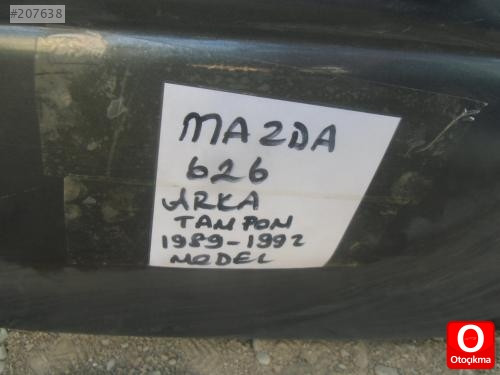 #207638
MAZDA
626
ARKA
TAMPON
1989-1992
MODEL
O
Otoçıkma